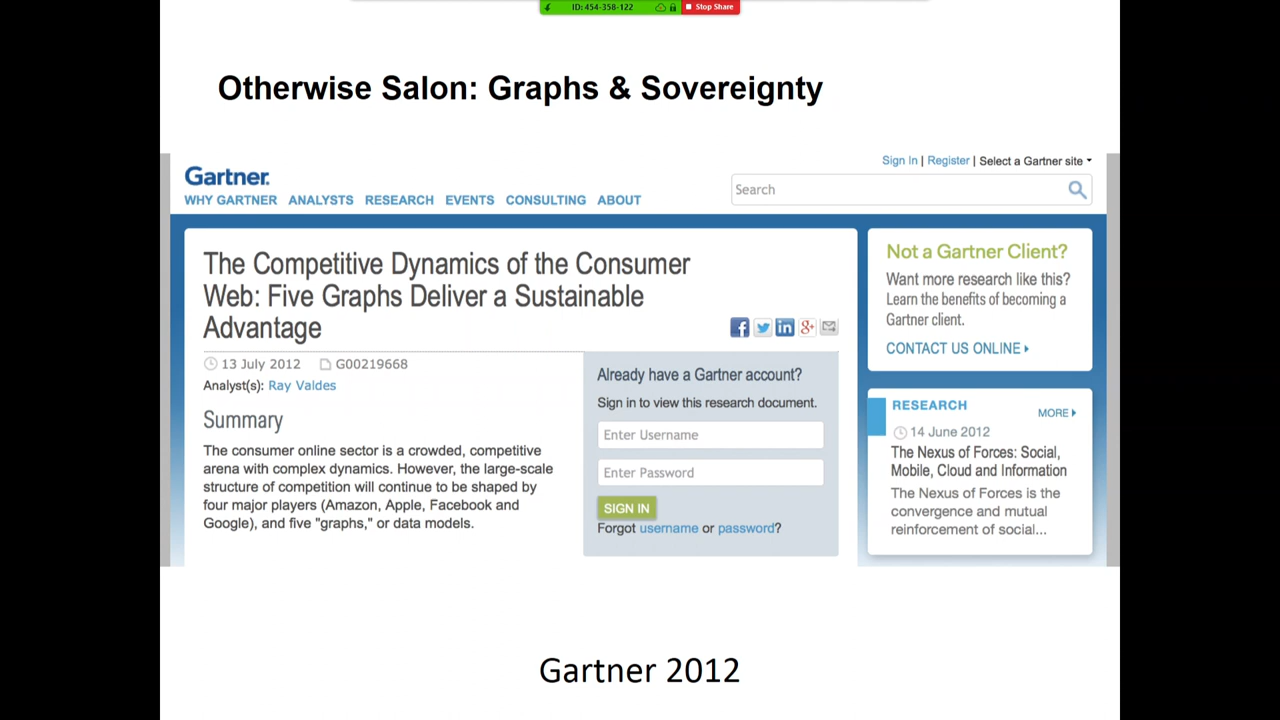 ID: 454-358-122 Stop Share
Otherwise Salon: Graphs & Sovereignty
Sign In | Register | Select a Gartner site
Gartner.
WHY GARTNER ANALYSTS RESEARCH EVENTS CONSULTING ABOUT
Search
The Competitive Dynamics of the Consumer
Web: Five Graphs Deliver a Sustainable
Advantage
13 July 2012 G00219668
Analyst(s): Ray Valdes
Summary
The consumer online sector is a crowded, competitive
arena with complex dynamics. However, the large-scale
structure of competition will continue to be shaped by
four major players (Amazon, Apple, Facebook and
Google), and five "graphs," or data models.
Already have a Gartner account?
Sign in to view this research document.
Enter Username
Enter Password
SIGN IN
Forgot username or password?
Not a Gartner Client?
Want more research like this?
Learn the benefits of becoming a
Gartner client.
CONTACT US ONLINE
RESEARCH
MORE
14 June 2012
The Nexus of Forces: Social,
Mobile, Cloud and Information
The Nexus of Forces is the
convergence and mutual
reinforcement of social...
Gartner 2012